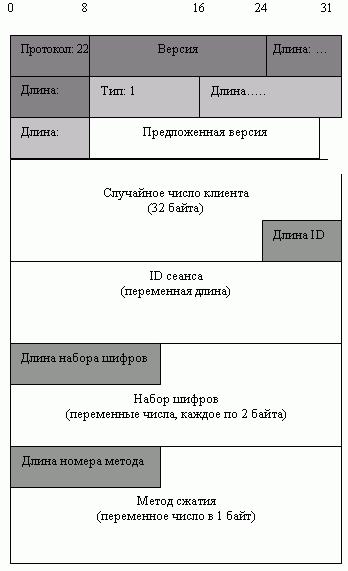 0 8 16 24 31
Протокол: 22 Версия Длина: ...
Длина: Тип: 1 Длина.....
Длина: Предложенная версия
Случайное число клиента
(32 байта)
Длина ID
ID сеанса
(переменная длина)
Длина набора шифров
Набор шифров
(переменные числа, каждое по 2 байта)
Длина номера метода
Метод сжатия
(переменное число в 1 байт)